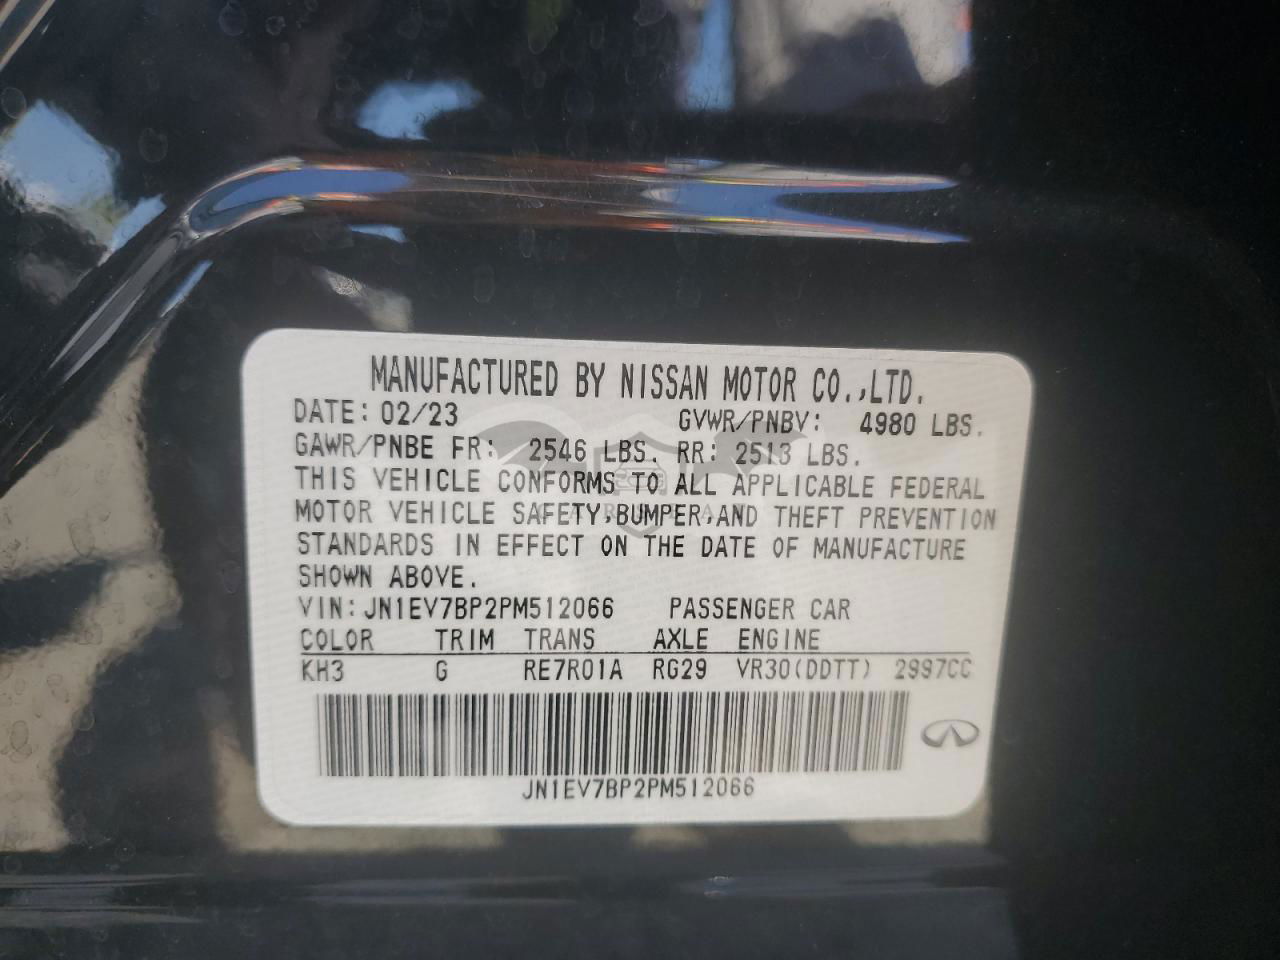 MANUFACTURED BY NISSAN MOTOR CO.,LTD.
DATE: 02/23 GVWR/PNBV: 4980 LBS.
GAWR/PNBE FR: 2546 LBS. RR: 2513 LBS.
THIS VEHICLE CONFORMS TO ALL APPLICABLE FEDERAL
MOTOR VEHICLE SAFETY,BUMPER,AND THEFT PREVENTION
STANDARDS IN EFFECT ON THE DATE OF MANUFACTURE
SHOWN ABOVE.
VIN:JN1EV7BP2PM512066 PASSENGER CAR
COLOR TRIM TRANS AXLE ENGINE
KH3 G RE7R01A RG29 VR30(DDTT) 2997CC
JN1EV7BP2PM512066